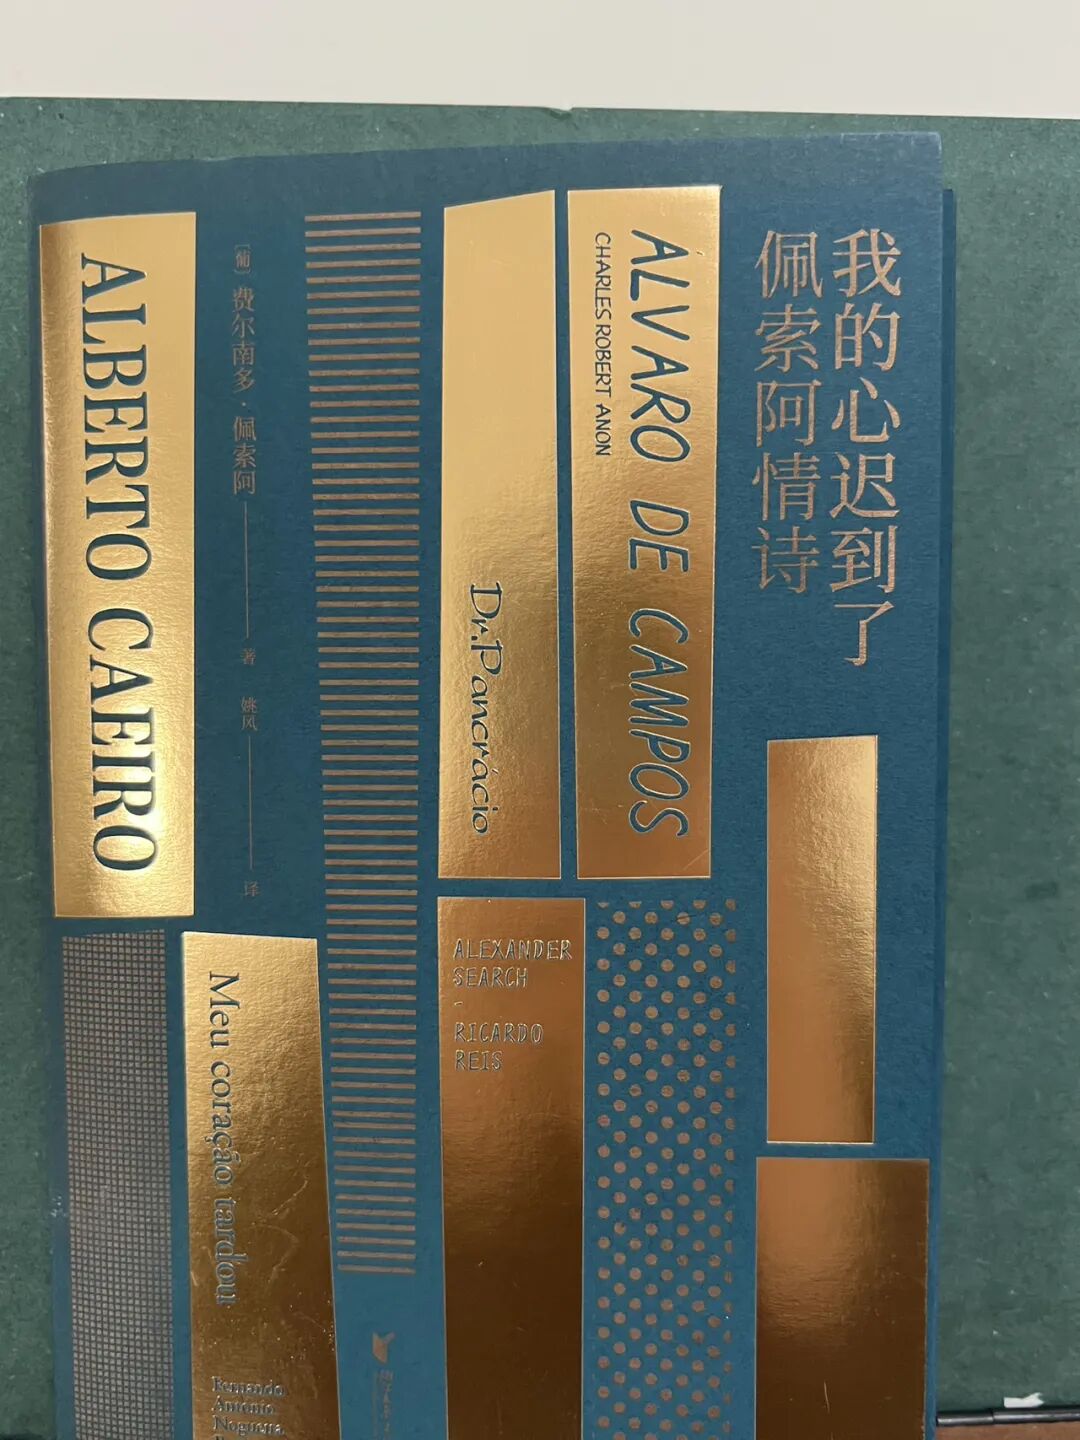 我的心迟到了
佩索阿情诗
ÁLVARO DE CAMPOS
CHARLES ROBERT ANON
Dr.Pancrácio
ALEXANDER
SEARCH
-
RICARDO
REIS
[葡] 费尔南多·佩索阿 著 姚风 译
ALBERTO CAEIRO
Meu coração tardou
Fernando
António
Nogueira